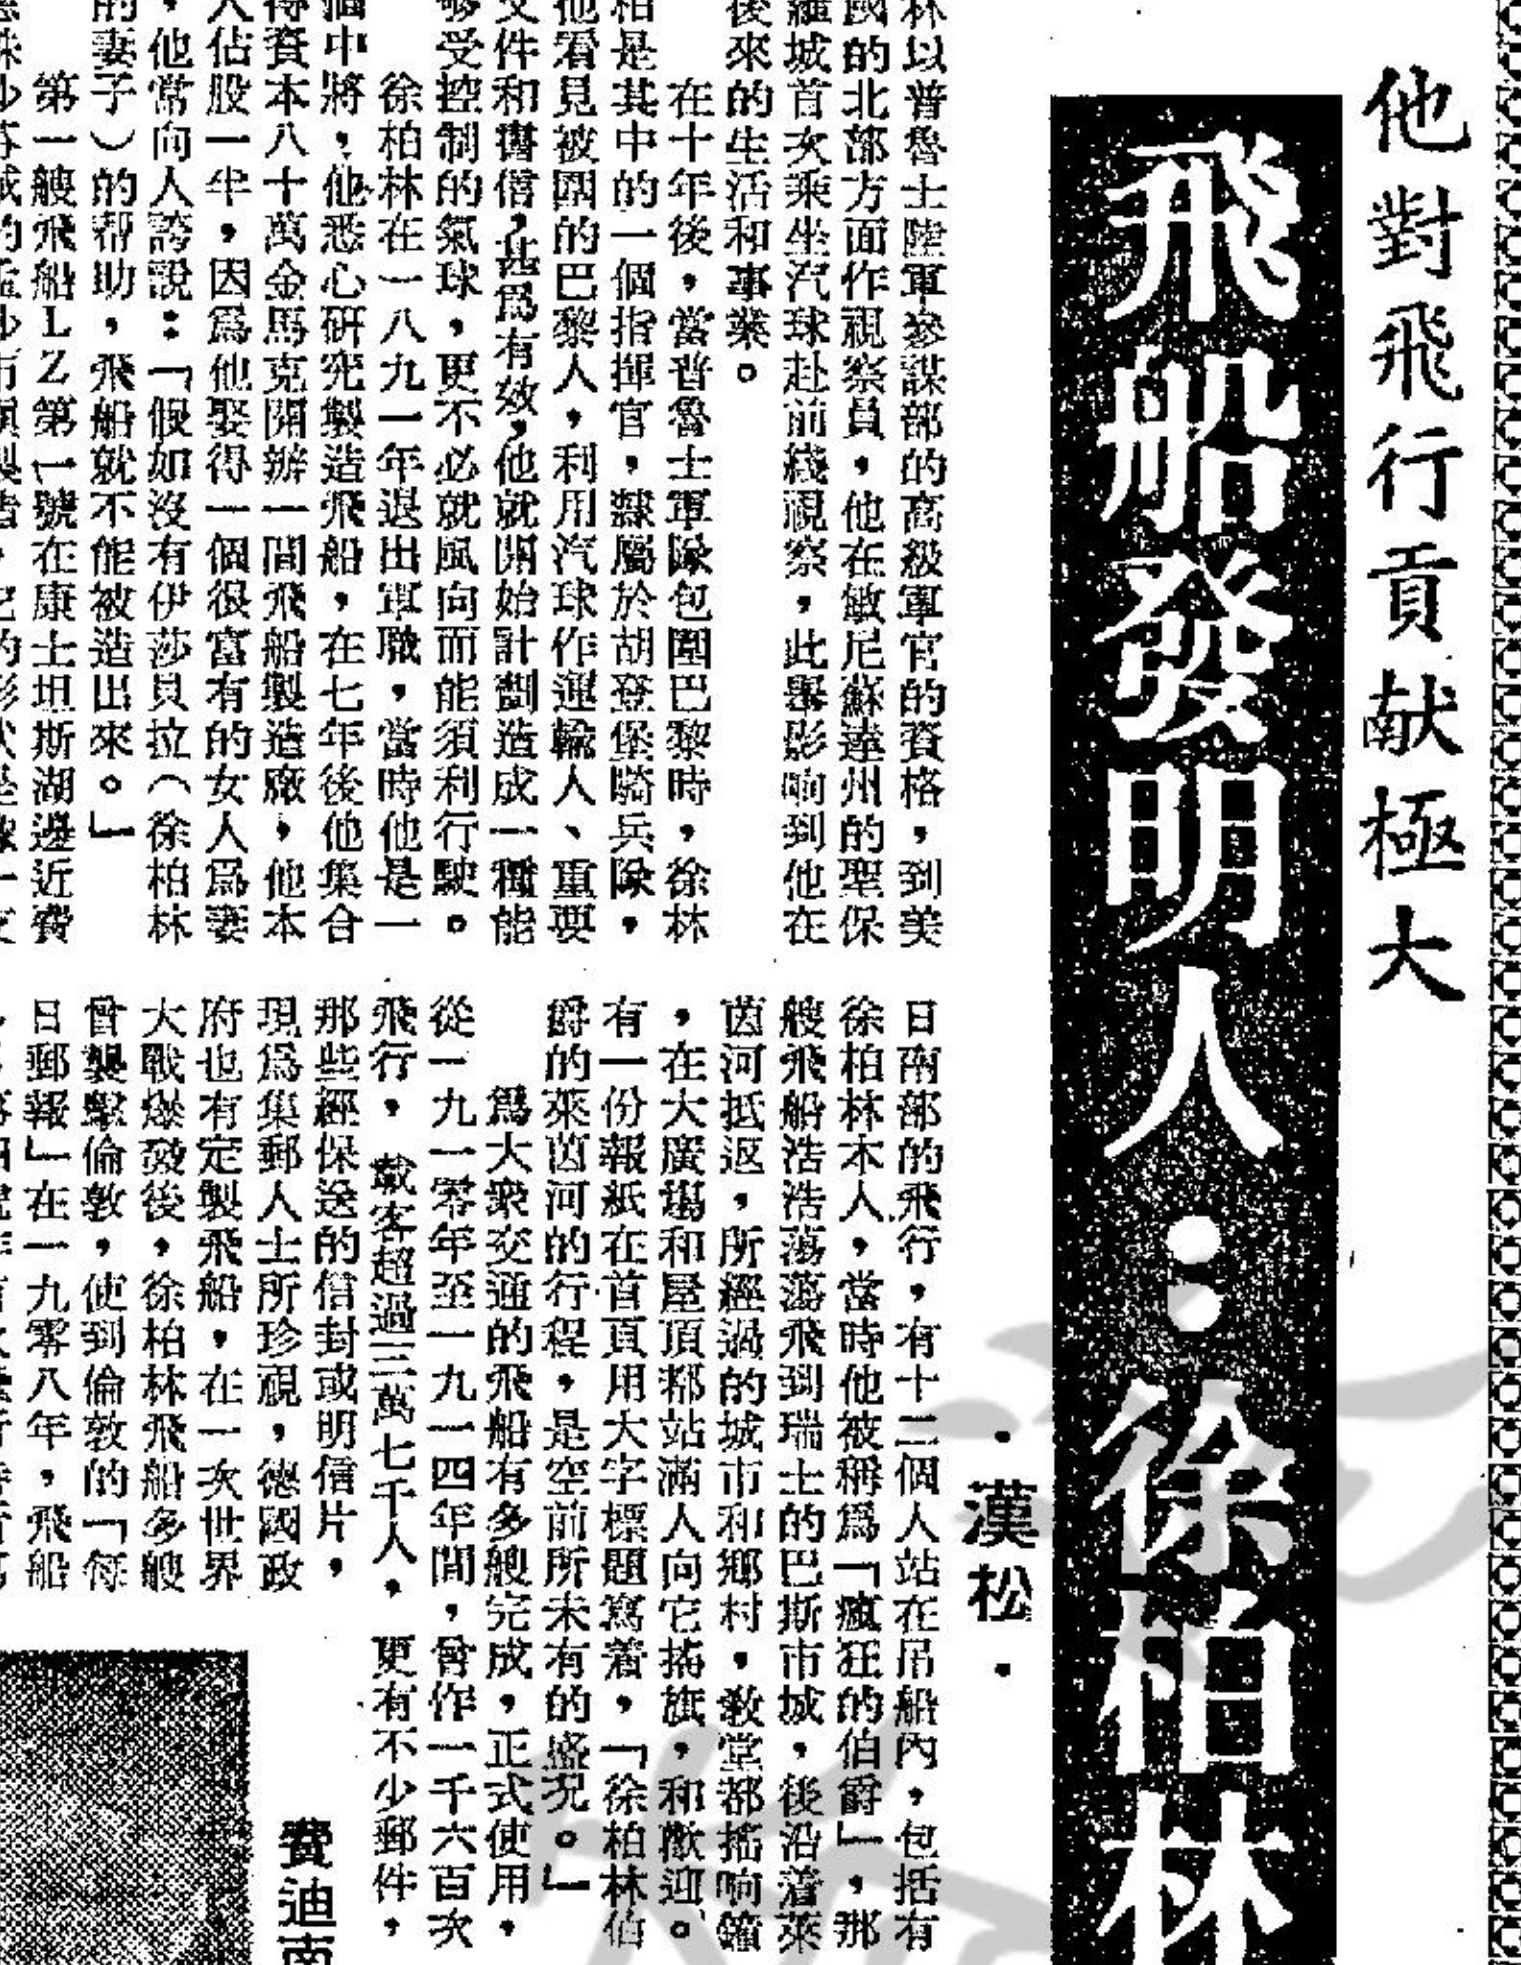 他對飛行貢献極大
飛船發明人：徐柏林
·漢松·
林以普魯士陸軍參謀部的高級軍官的資格，到美
國的北部方面作視察員，他在敏尼蘇達州的聖保
羅城首次乘坐汽球赴前綫視察，此舉影响到他在
後來的生活和事業。
在十年後，當普魯士軍隊包圍巴黎時，徐林
柏是其中的一個指揮官，隸屬於胡登堡騎兵隊，
他看見被圍的巴黎人，利用汽球作運輸人、重要
文件和書信，甚爲有效，他就開始計劃造成一種能
够受控制的氣球，更不必就風向而能須利行駛。
徐柏林在一八九一年退出軍職，當時他是一
個中將，他悉心研究製造飛船，在七年後他集合
得資本八十萬金馬克開辦一間飛船製造廠，他本
人佔股一半，因爲他娶得一個很富有的女人爲妻
，他常向人誇說：「假如沒有伊莎貝拉（徐柏林
的妻子）的帮助，飛船就不能被造出來。」
第一艘飛船ＬＺ第一號在康士坦斯湖邊近費
日南部的飛行，有十二個人站在吊船內，包括有
徐柏林本人，當時他被稱爲「瘋狂的伯爵」，那
艘飛船浩浩蕩蕩飛到瑞士的巴斯市城，後沿着萊
茵河抵返，所經過的城市和鄉村，教堂都搖响鐘
，在大廣場和屋頂都站滿人向它搖旗，和歡迎。
有一份報紙在首頁用大字標題寫着，「徐柏林伯
爵的萊茵河的行程，是空前所未有的盛況。」
爲大衆交通的飛船有多艘完成，正式使用，
從一九一零年至一九一四年間，曾作一千六百次
飛行，載客超過三萬七千人，更有不少郵件，
那些經保送的信封或明信片，
現爲集郵人士所珍視，德國政
府也有定製飛船，在一次世界
大戰爆發後，徐柏林飛船多艘
曾襲擊倫敦，使到倫敦的「每
日郵報」在一九零八年，飛船
費迪南